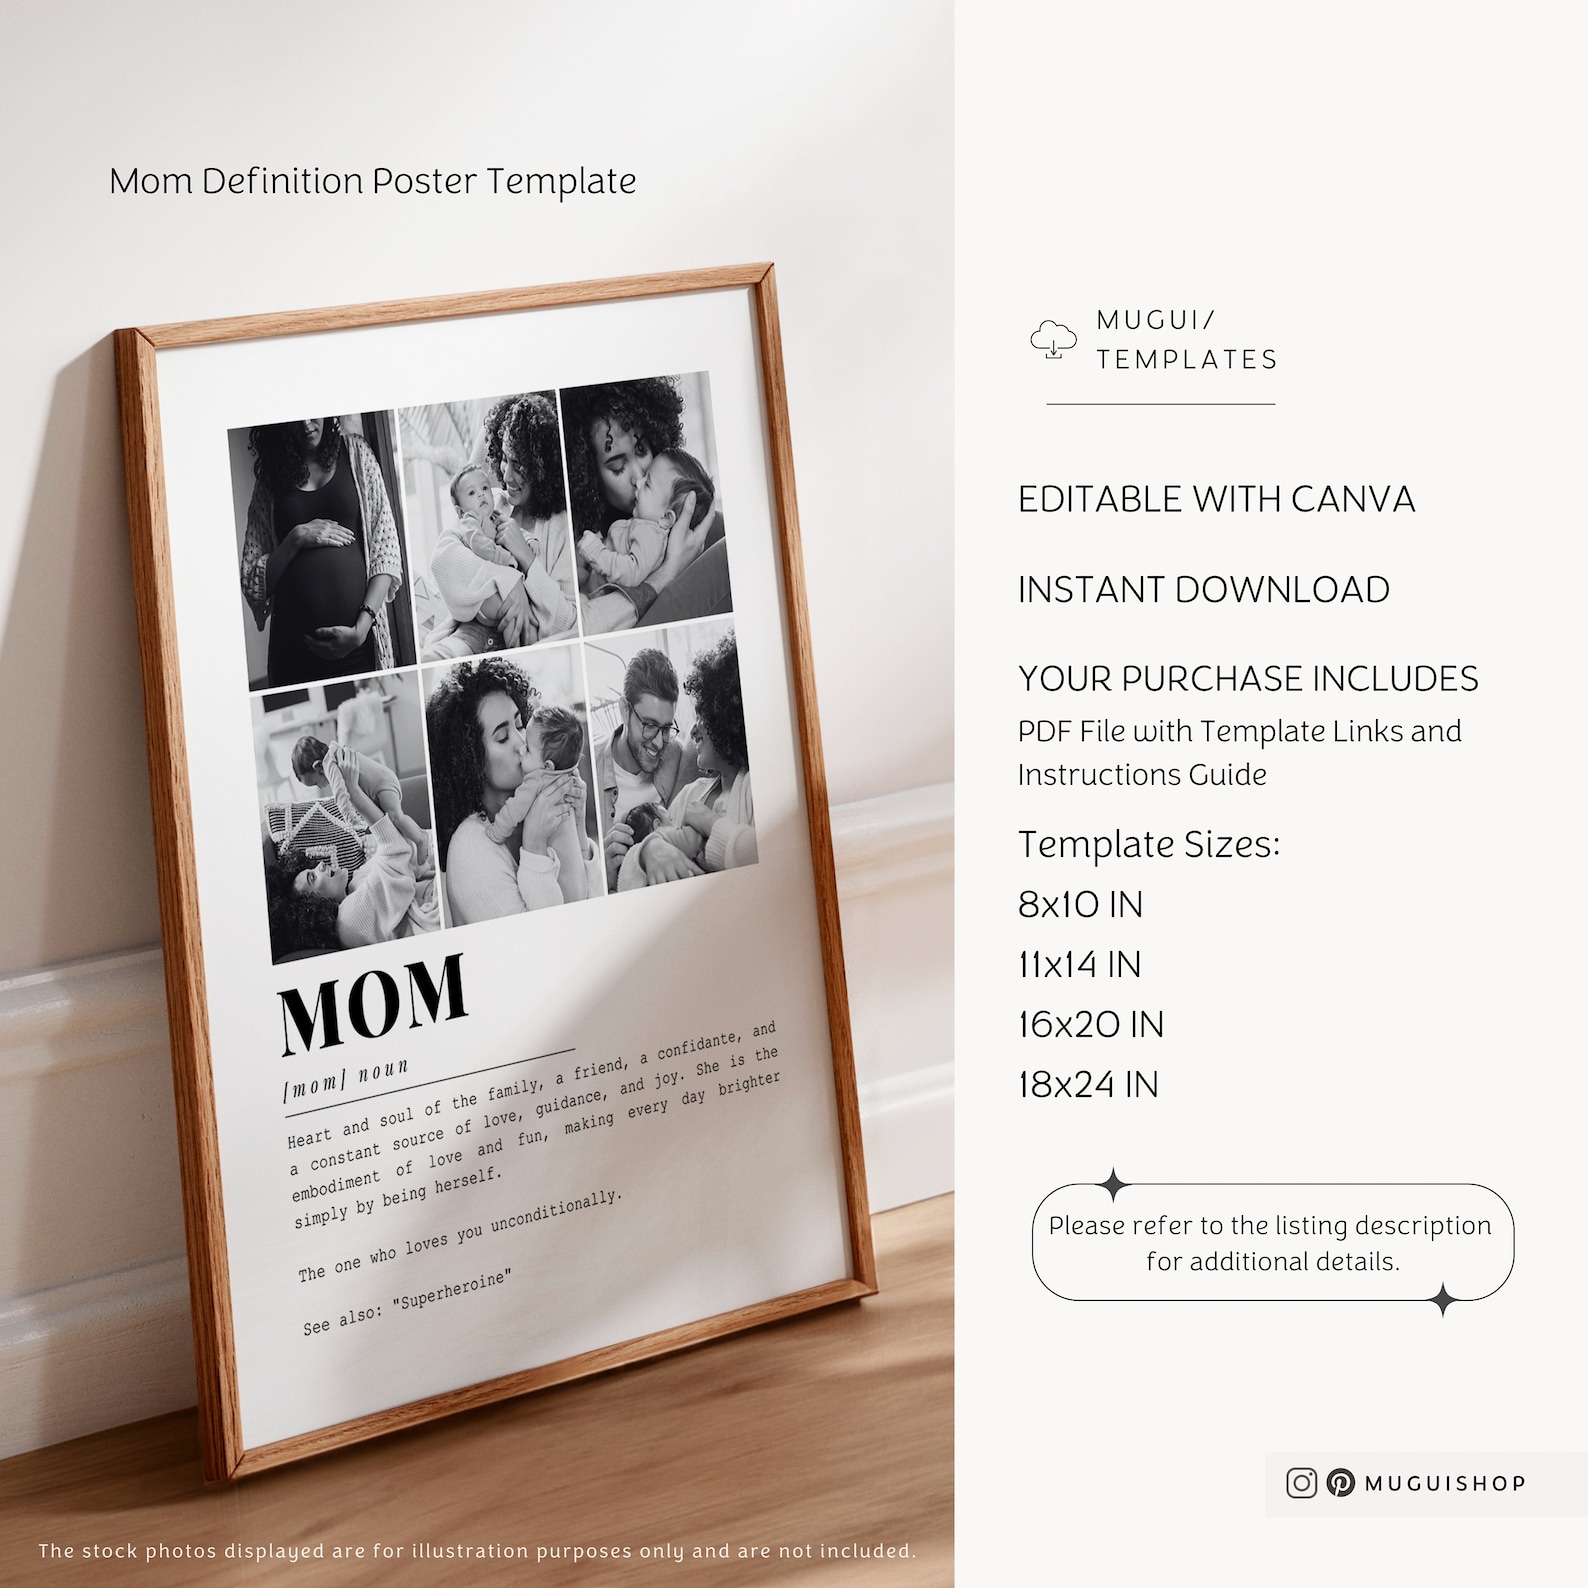 Mom Definition Poster Template
MOM
[mom] noun
Heart and soul of the family, a friend, a confidante, and
a constant source of love, guidance, and joy. She is the
embodiment of love and fun, making every day brighter
simply by being herself.
The one who loves you unconditionally.
See also: "Superheroine"
The stock photos displayed are for illustration purposes only and are not included.
MUGUI/
TEMPLATES
EDITABLE WITH CANVA
INSTANT DOWNLOAD
YOUR PURCHASE INCLUDES
PDF File with Template Links and
Instructions Guide
Template Sizes:
8x10 IN
11x14 IN
16x20 IN
18x24 IN
Please refer to the listing description
for additional details.
MUGUISHOP